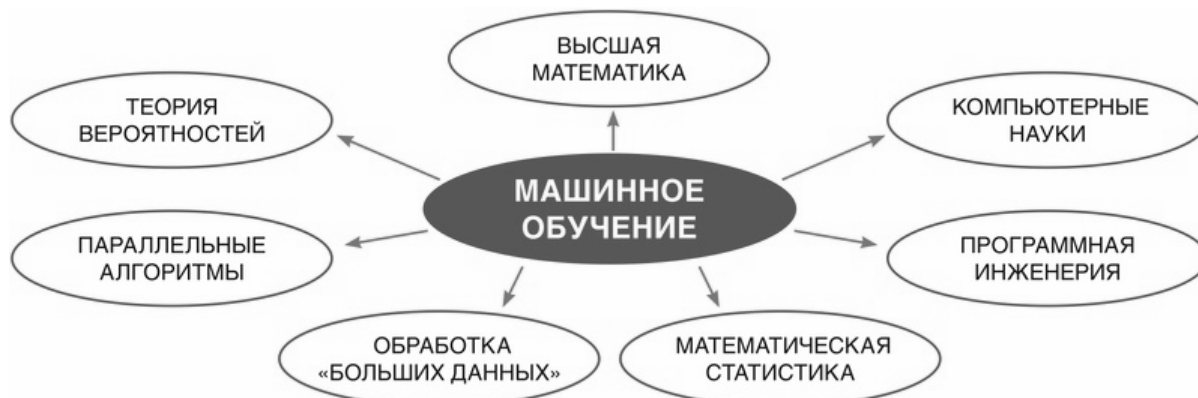 ВЫСШАЯ
МАТЕМАТИКА
ТЕОРИЯ
ВЕРОЯТНОСТЕЙ
КОМПЬЮТЕРНЫЕ
НАУКИ
МАШИННОЕ
ОБУЧЕНИЕ
ПАРАЛЛЕЛЬНЫЕ
АЛГОРИТМЫ
ПРОГРАММНАЯ
ИНЖЕНЕРИЯ
ОБРАБОТКА
«БОЛЬШИХ ДАННЫХ»
МАТЕМАТИЧЕСКАЯ
СТАТИСТИКА